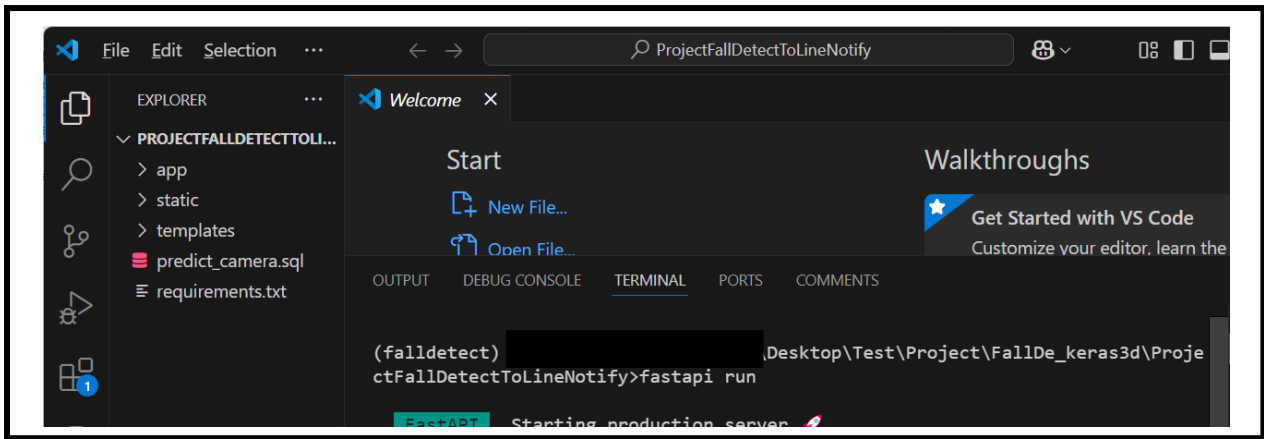 File Edit Selection ··· ← → ProjectFallDetectToLineNotify
EXPLORER ···
PROJECTFALLDETECTTOLI...
> app
> static
> templates
predict_camera.sql
requirements.txt
1
Welcome ×
Start
New File...
Open File...
Walkthroughs
Get Started with VS Code
Customize your editor, learn the
OUTPUT DEBUG CONSOLE TERMINAL PORTS COMMENTS
(falldetect) \Desktop\Test\Project\FallDe_keras3d\Proje
ctFallDetectToLineNotify>fastapi run
FastAPI Starting production server 🚀